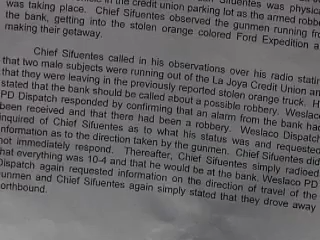 the credit union parking lot as the armed robbe
was taking place. Chief Sifuentes observed the gunmen running fro
the bank, getting into the stolen orange colored Ford Expedition a
making their getaway.
Chief Sifuentes called in his observations over his radio statin
that two male subjects were running out of the La Joya Credit Union an
that they were leaving in the previously reported stolen orange truck. H
stated that the bank should be called about a possible robbery. Weslaco
PD Dispatch responded by confirming that an alarm from the bank had
been received and that there had been a robbery. Weslaco Dispatch
inquired of Chief Sifuentes as to what his status was and requested
information as to the direction taken by the gunmen. Chief Sifuentes did
not immediately respond. Thereafter, Chief Sifuentes simply radioed
that everything was 10-4 and that he would be at the bank. Weslaco PD
Dispatch again requested information on the direction of travel of the
unmen and Chief Sifuentes again simply stated that they drove away
orthbound.